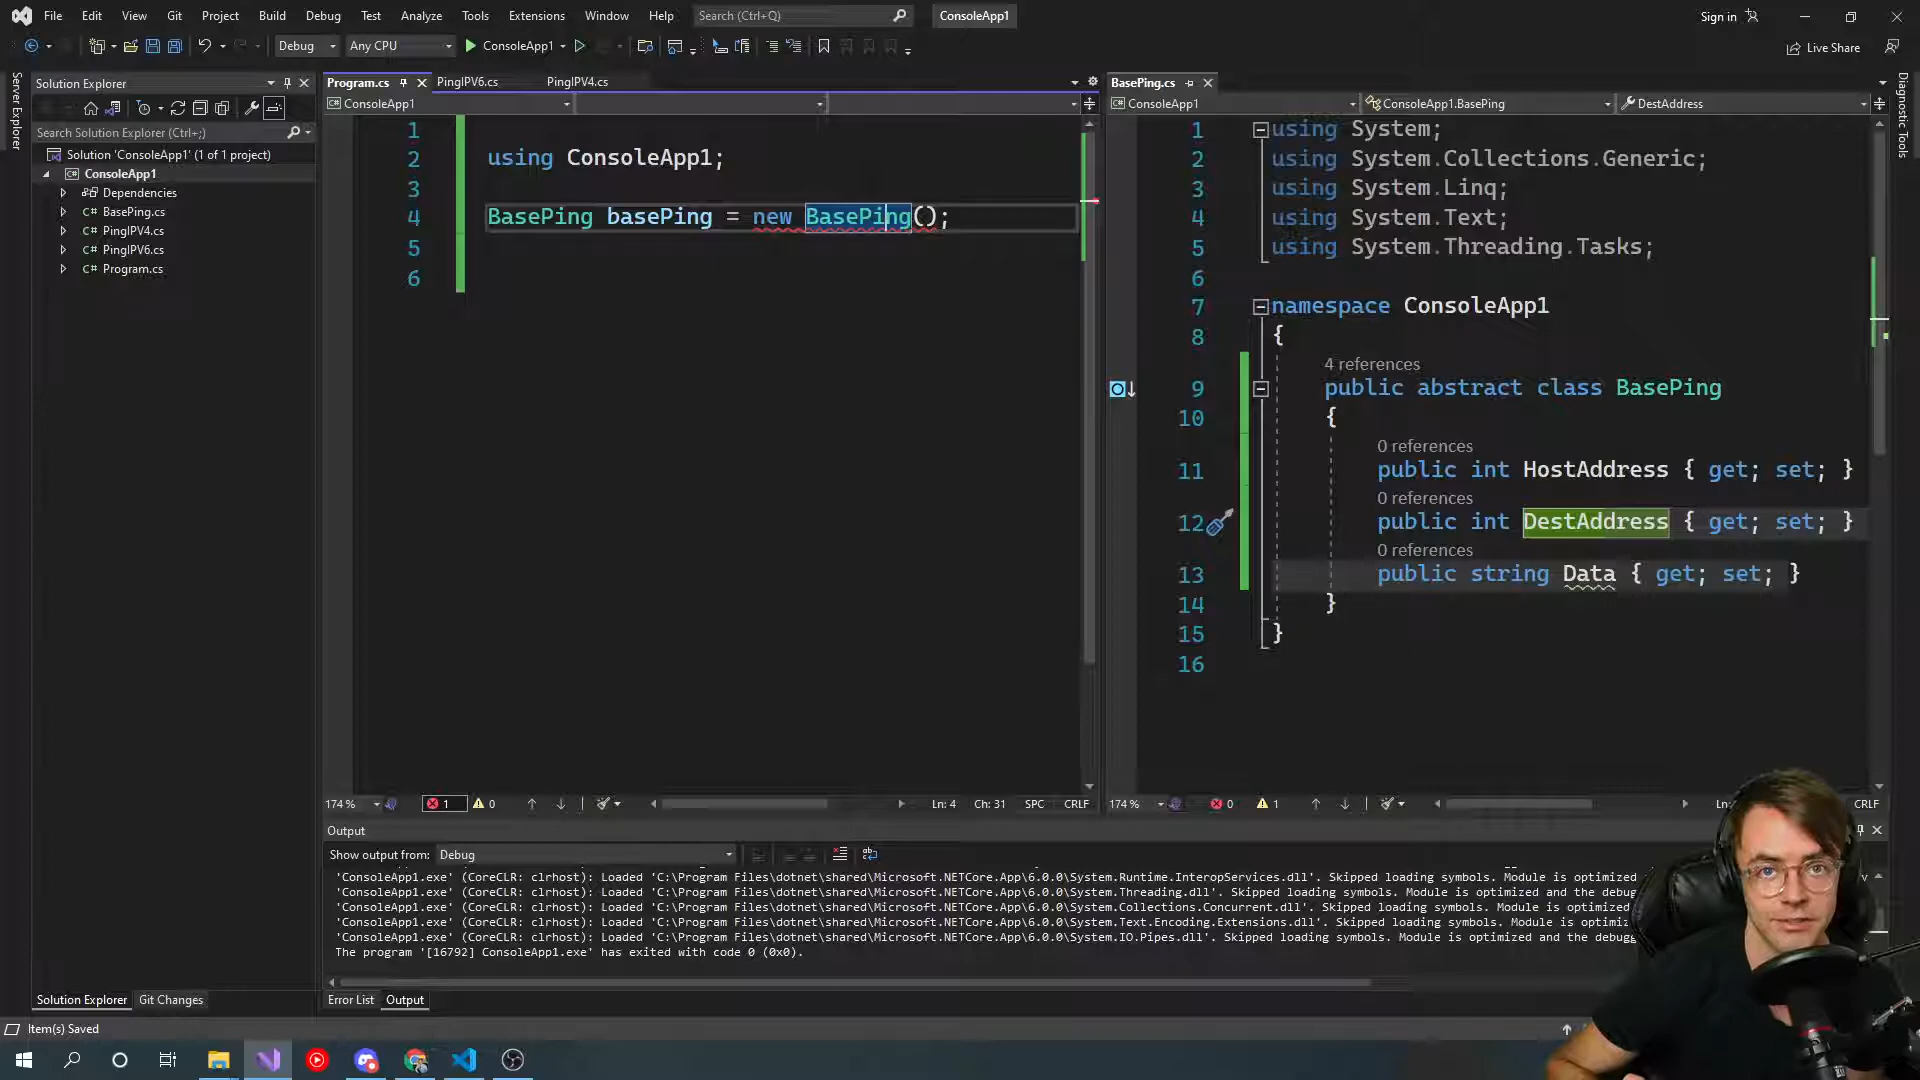 File Edit View Git Project Build Debug Test Analyze Tools Extensions Window Help Search (Ctrl+Q) ConsoleApp1 Sign in
Debug Any CPU ConsoleApp1 Live Share
Server Explorer
Solution Explorer
Search Solution Explorer (Ctrl+;)
Solution 'ConsoleApp1' (1 of 1 project)
ConsoleApp1
Dependencies
C# BasePing.cs
C# PingIPV4.cs
C# PingIPV6.cs
C# Program.cs
Solution Explorer Git Changes
Program.cs PingIPV6.cs PingIPV4.cs
ConsoleApp1
1
2 using ConsoleApp1;
3
4 BasePing basePing = new BasePing();
5
6
174 % 1 0 Ln: 4 Ch: 31 SPC CRLF
BasePing.cs
ConsoleApp1 ConsoleApp1.BasePing DestAddress
1 using System;
2 using System.Collections.Generic;
3 using System.Linq;
4 using System.Text;
5 using System.Threading.Tasks;
6
7 namespace ConsoleApp1
8 {
4 references
9 public abstract class BasePing
10 {
0 references
11 public int HostAddress { get; set; }
0 references
12 public int DestAddress { get; set; }
0 references
13 public string Data { get; set; }
14 }
15 }
16
174 % 0 1 Ln: CRLF
Diagnostic Tools
Output
Show output from: Debug
'ConsoleApp1.exe' (CoreCLR: clrhost): Loaded 'C:\Program Files\dotnet\shared\Microsoft.NETCore.App\6.0.0\System.Runtime.InteropServices.dll'. Skipped loading symbols. Module is optimized
'ConsoleApp1.exe' (CoreCLR: clrhost): Loaded 'C:\Program Files\dotnet\shared\Microsoft.NETCore.App\6.0.0\System.Threading.dll'. Skipped loading symbols. Module is optimized and the debug
'ConsoleApp1.exe' (CoreCLR: clrhost): Loaded 'C:\Program Files\dotnet\shared\Microsoft.NETCore.App\6.0.0\System.Collections.Concurrent.dll'. Skipped loading symbols. Module is optimized
'ConsoleApp1.exe' (CoreCLR: clrhost): Loaded 'C:\Program Files\dotnet\shared\Microsoft.NETCore.App\6.0.0\System.Text.Encoding.Extensions.dll'. Skipped loading symbols. Module is optimiz
'ConsoleApp1.exe' (CoreCLR: clrhost): Loaded 'C:\Program Files\dotnet\shared\Microsoft.NETCore.App\6.0.0\System.IO.Pipes.dll'. Skipped loading symbols. Module is optimized and the debugg
The program '[16792] ConsoleApp1.exe' has exited with code 0 (0x0).
Error List Output
Item(s) Saved